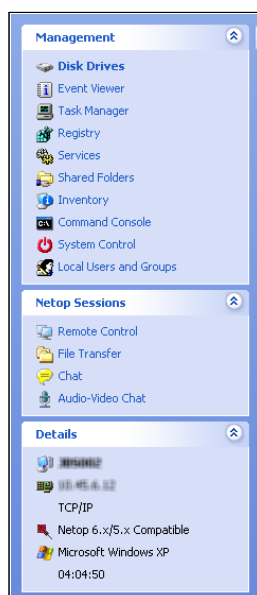 Management
Disk Drives
Event Viewer
Task Manager
Registry
Services
Shared Folders
Inventory
Command Console
System Control
Local Users and Groups
Netop Sessions
Remote Control
File Transfer
Chat
Audio-Video Chat
Details
TCP/IP
Netop 6.x/5.x Compatible
Microsoft Windows XP
04:04:50